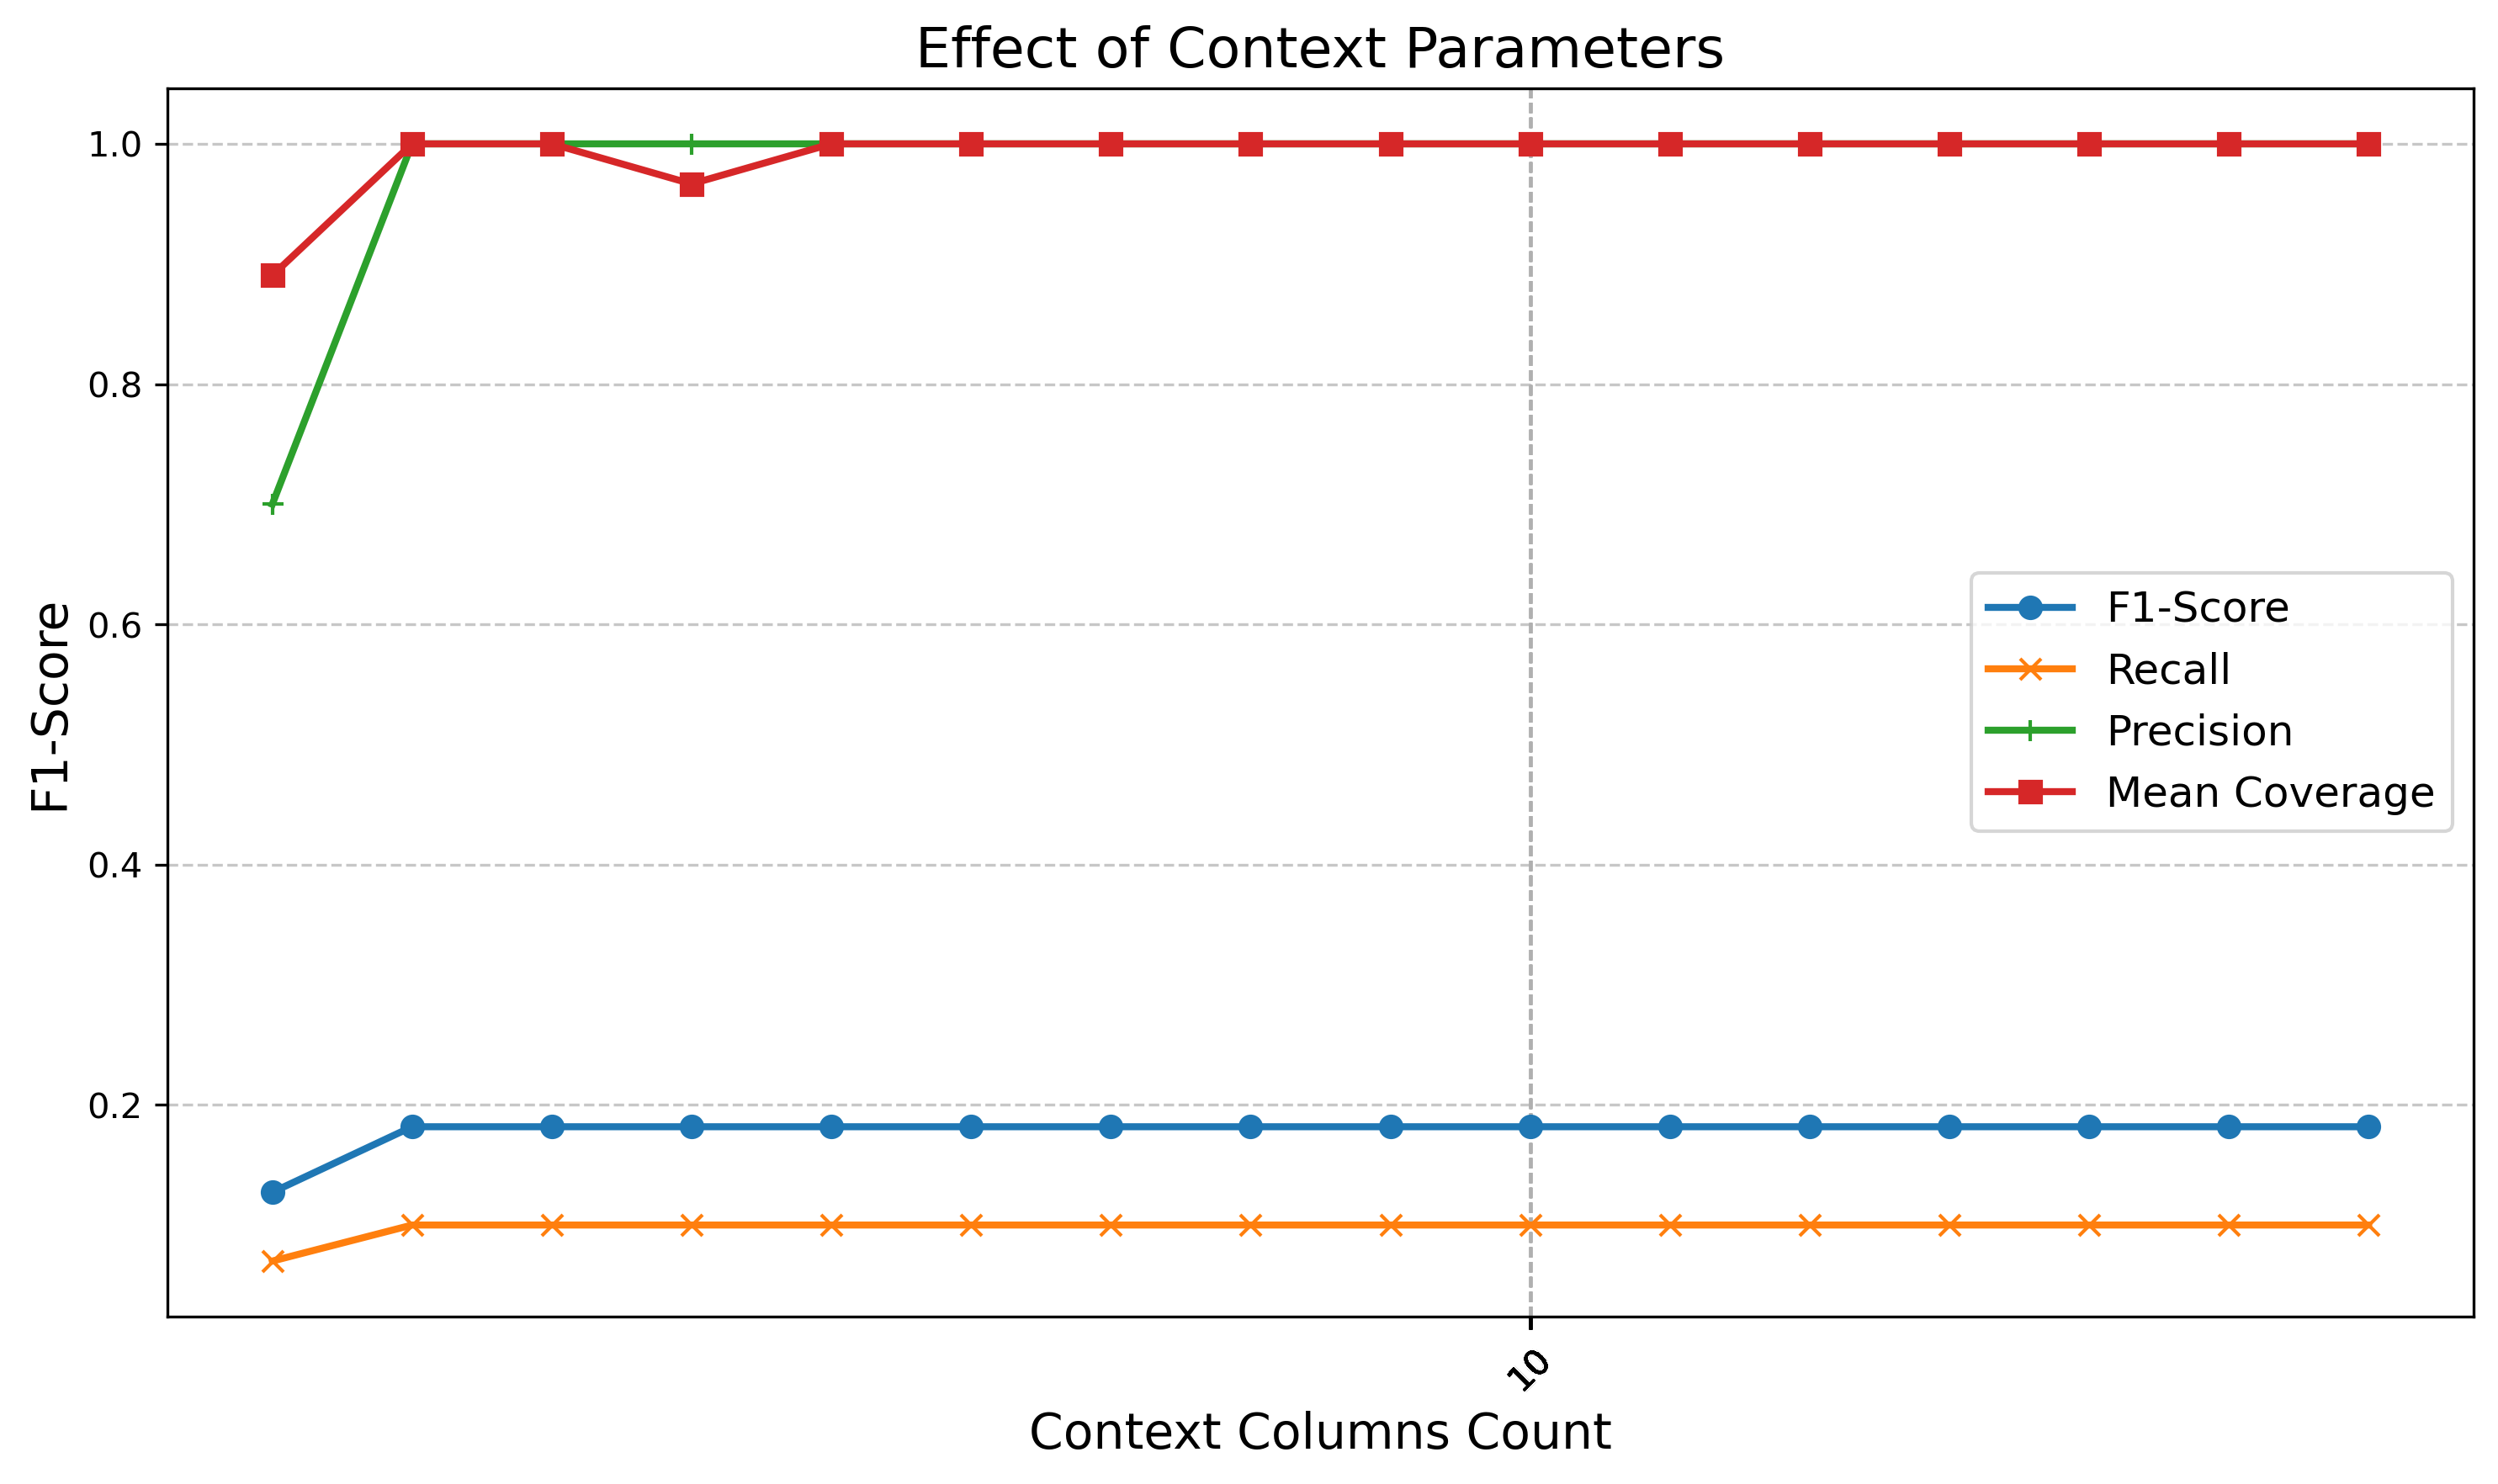 Effect of Context Parameters
1.0
0.8
0.6
0.4
0.2
F1-Score
F1-Score
Recall
Precision
Mean Coverage
10
Context Columns Count